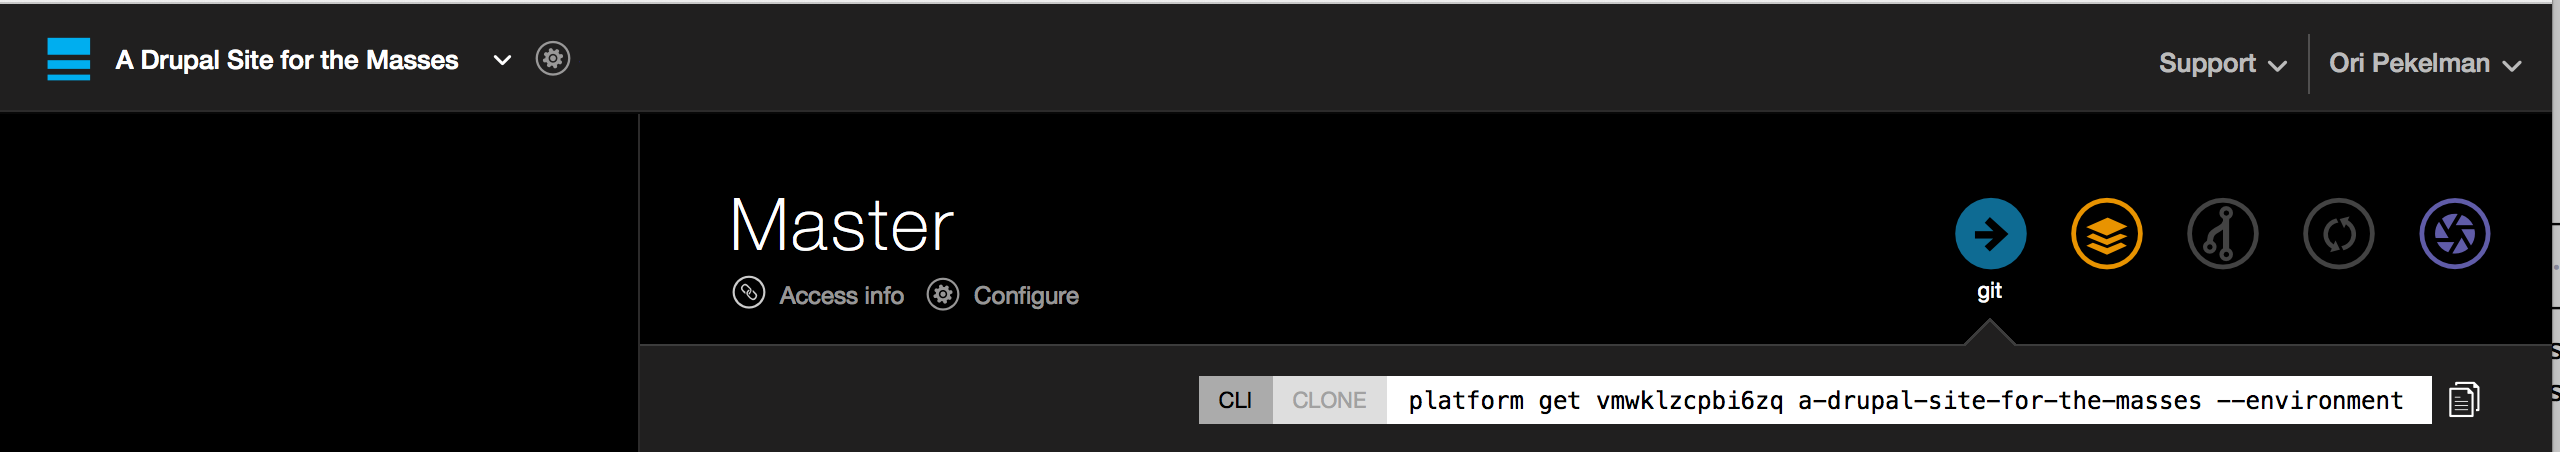 A Drupal Site for the Masses
Support
Ori Pekelman
Master
Access info
Configure
git
CLI
CLONE
platform get vmwklzcpbi6zq a-drupal-site-for-the-masses --environment